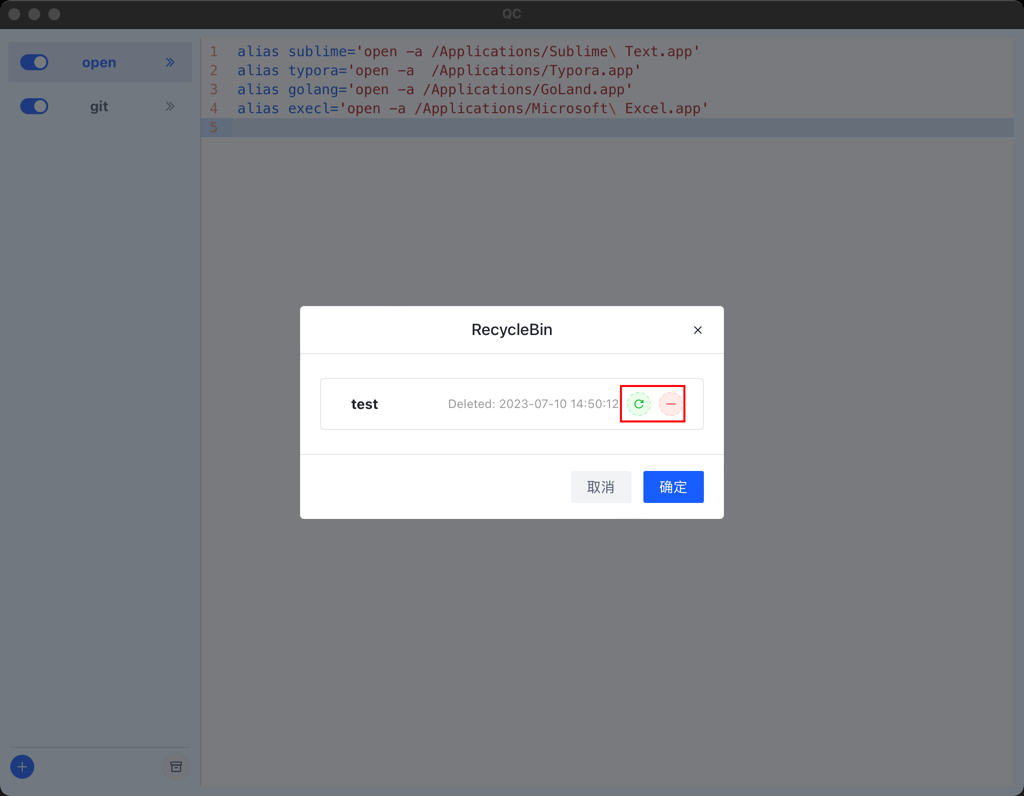 QC
open
git
1 alias sublime='open -a /Applications/Sublime\ Text.app'
2 alias typora='open -a  /Applications/Typora.app'
3 alias golang='open -a /Applications/GoLand.app'
4 alias execl='open -a /Applications/Microsoft\ Excel.app'
5
RecycleBin
test Deleted: 2023-07-10 14:50:12
取消 确定